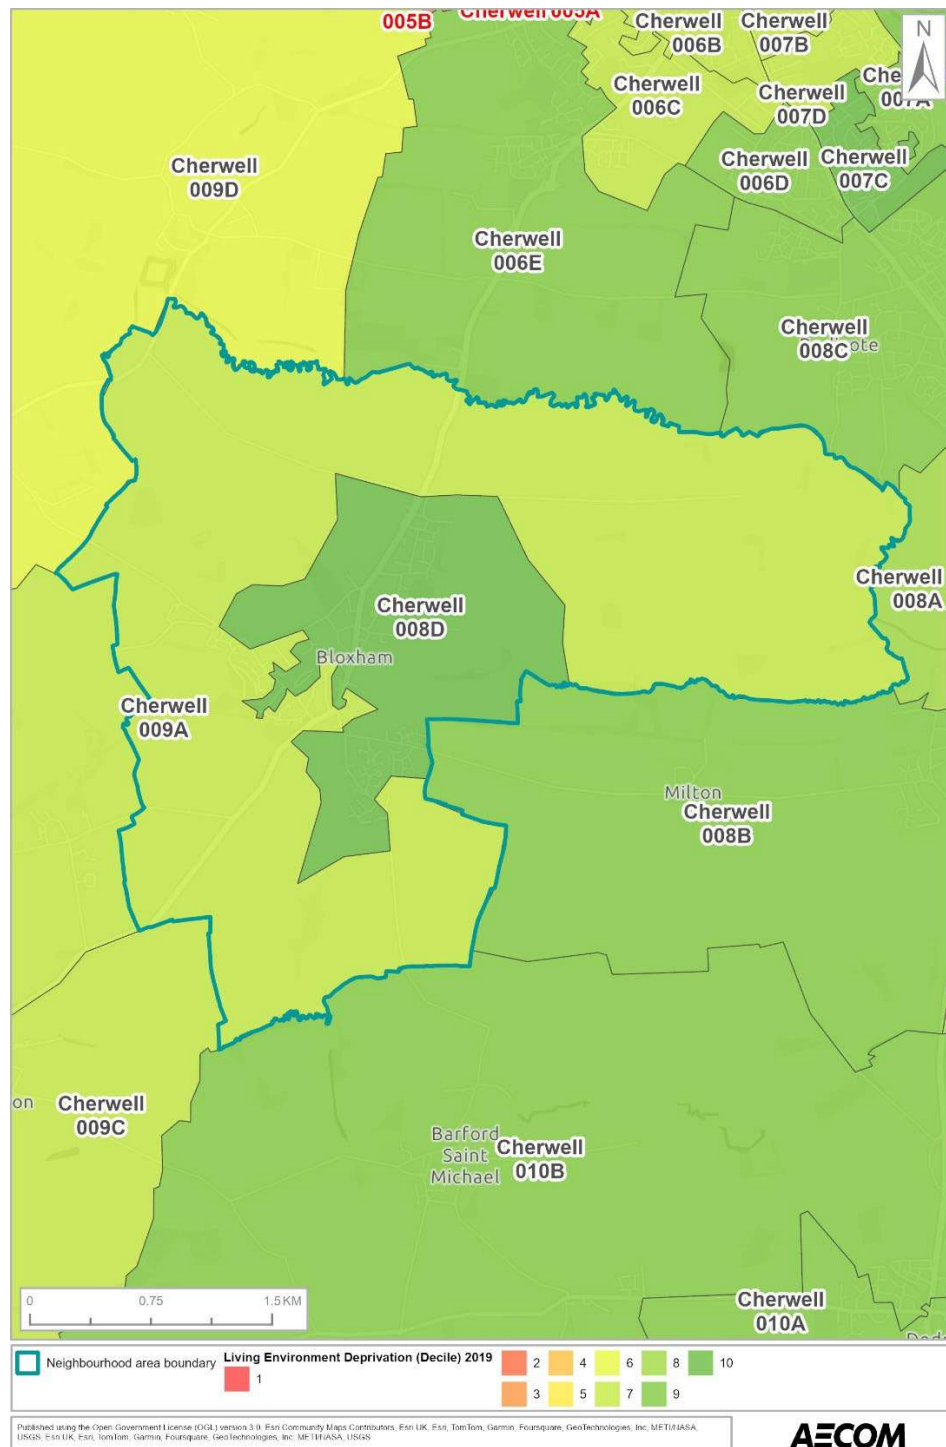 005B
Cherwell 005A
N
Cherwell
006B
Cherwell
007B
Cherwell
006C
Cherwell
007D
007A
Cherwell
009D
Cherwell
006D
Cherwell
007C
Cherwell
006E
Cherwell
008C
Cherwell
008A
Cherwell
008D
Bloxham
Cherwell
009A
Milton
Cherwell
008B
on
Cherwell
009C
Barford
Saint
Michael
Cherwell
010B
Cherwell
010A
0 0.75 1.5 KM
Neighbourhood area boundary
Living Environment Deprivation (Decile) 2019
1
2 4 6 8 10
3 5 7 9
Published using the Open Government License (OGL) version 3.0. Esri Community Maps Contributors, Esri UK, Esri, TomTom, Garmin, Foursquare, GeoTechnologies, Inc, METI/NASA,
USGS, Esri UK, Esri, TomTom, Garmin, Foursquare, GeoTechnologies, Inc, METI/NASA, USGS
AECOM